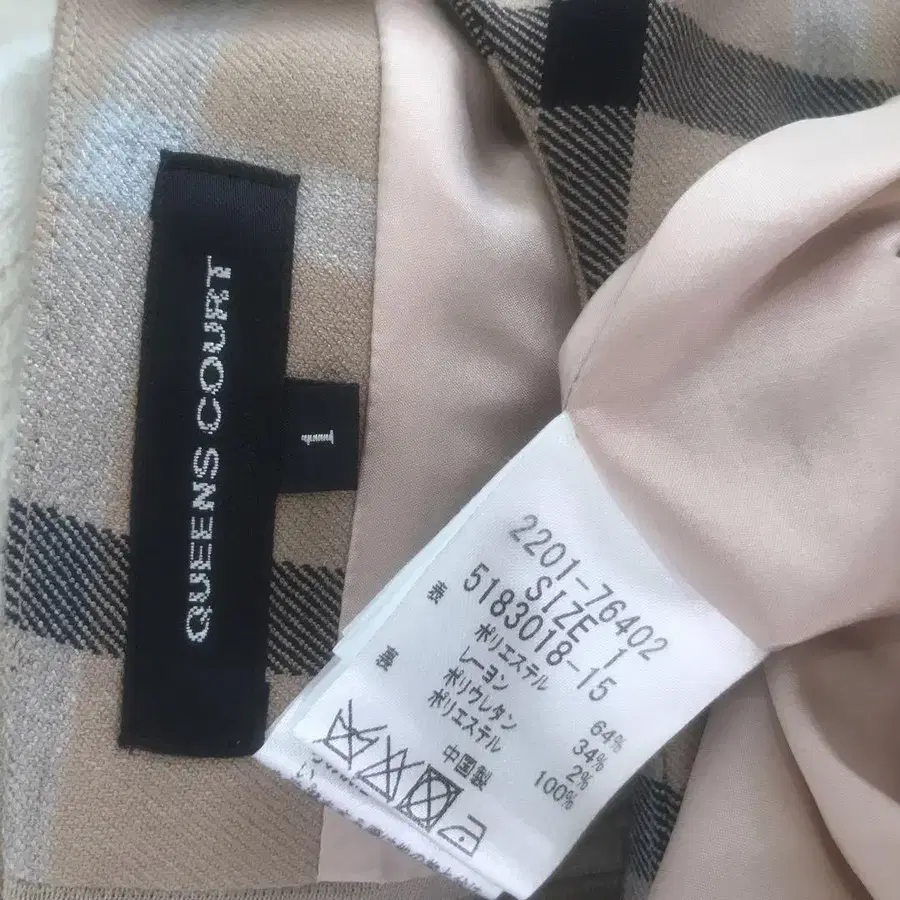 QUEENS COURT
1
2201-76402
SIZE 1
5183018-15
表 ポリエステル 64%
レーヨン 34%
ポリウレタン 2%
裏 ポリエステル 100%
中国製